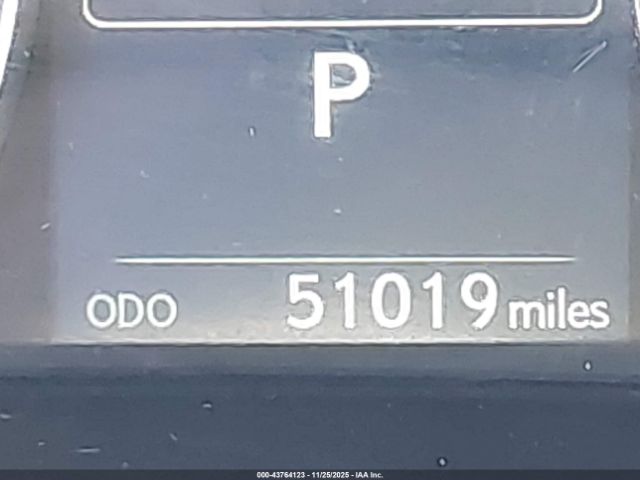 P
ODO 51019 miles
000-43764123 - 11/25/2025 - IAA Inc.